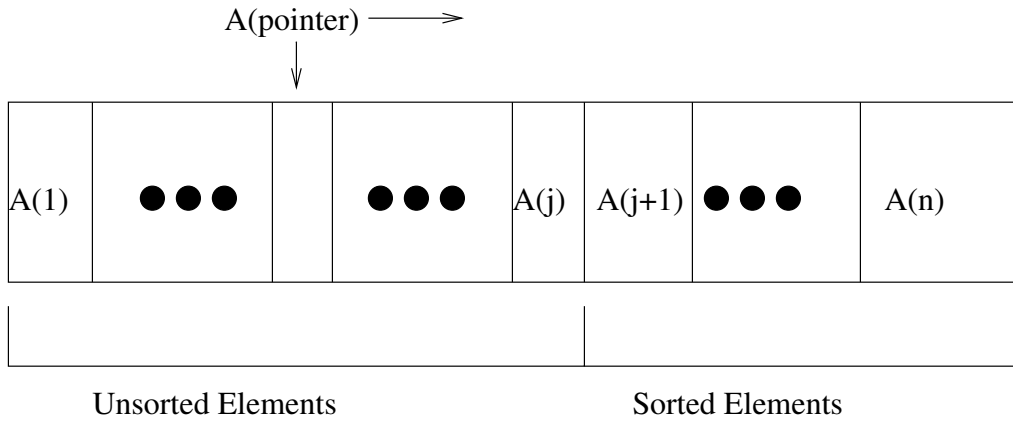 A(pointer)
A(1) A(j) A(j+1) A(n)
Unsorted Elements Sorted Elements